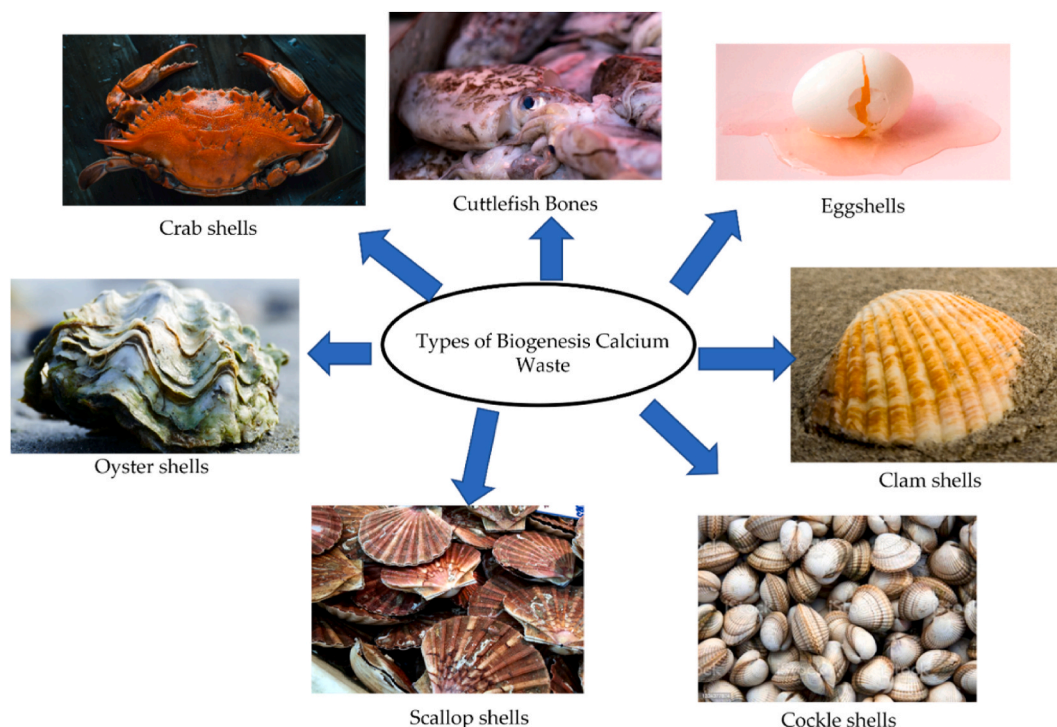 Cuttlefish Bones
Eggshells
Crab shells
Types of Biogenesis Calcium
Waste
Oyster shells
Clam shells
Scallop shells
Cockle shells